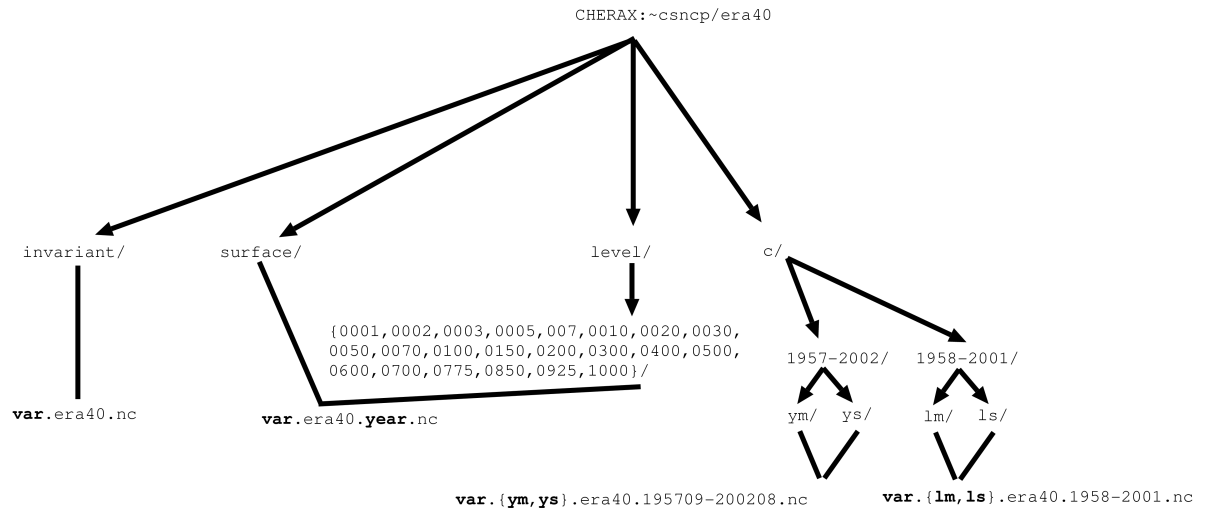 CHERAX:~csncp/era40
invariant/
surface/
level/
c/
{0001,0002,0003,0005,007,0010,0020,0030,
0050,0070,0100,0150,0200,0300,0400,0500,
0600,0700,0775,0850,0925,1000}/
1957-2002/
1958-2001/
var.era40.nc
var.era40.year.nc
ym/
ys/
lm/
ls/
var.{ym,ys}.era40.195709-200208.nc
var.{lm,ls}.era40.1958-2001.nc